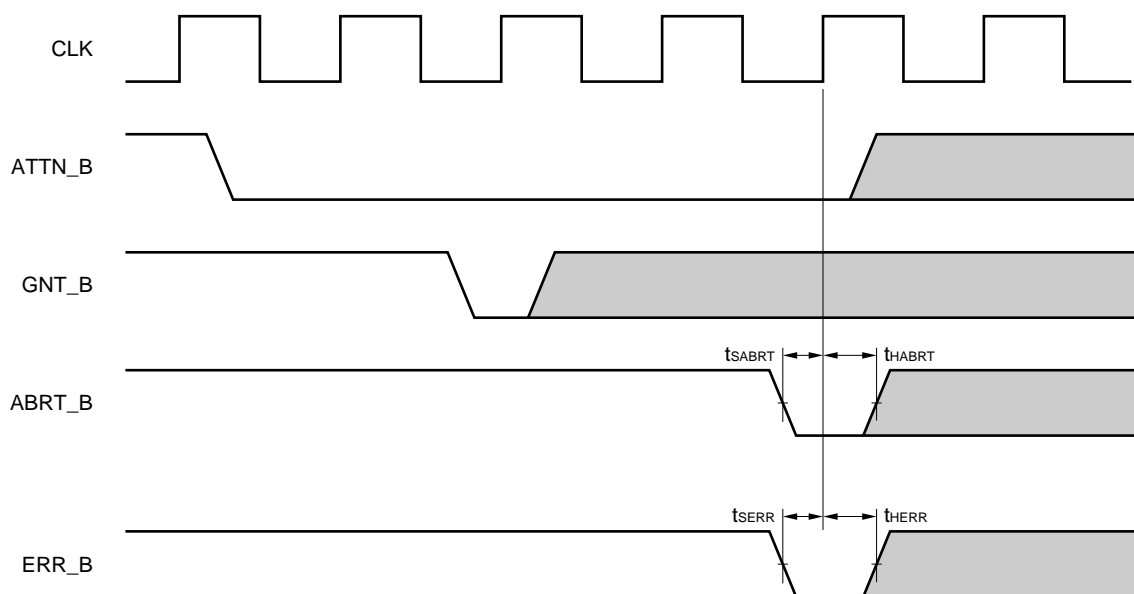 CLK
ATTN_B
GNT_B
tSABRT tHABRT
ABRT_B
tSERR tHERR
ERR_B